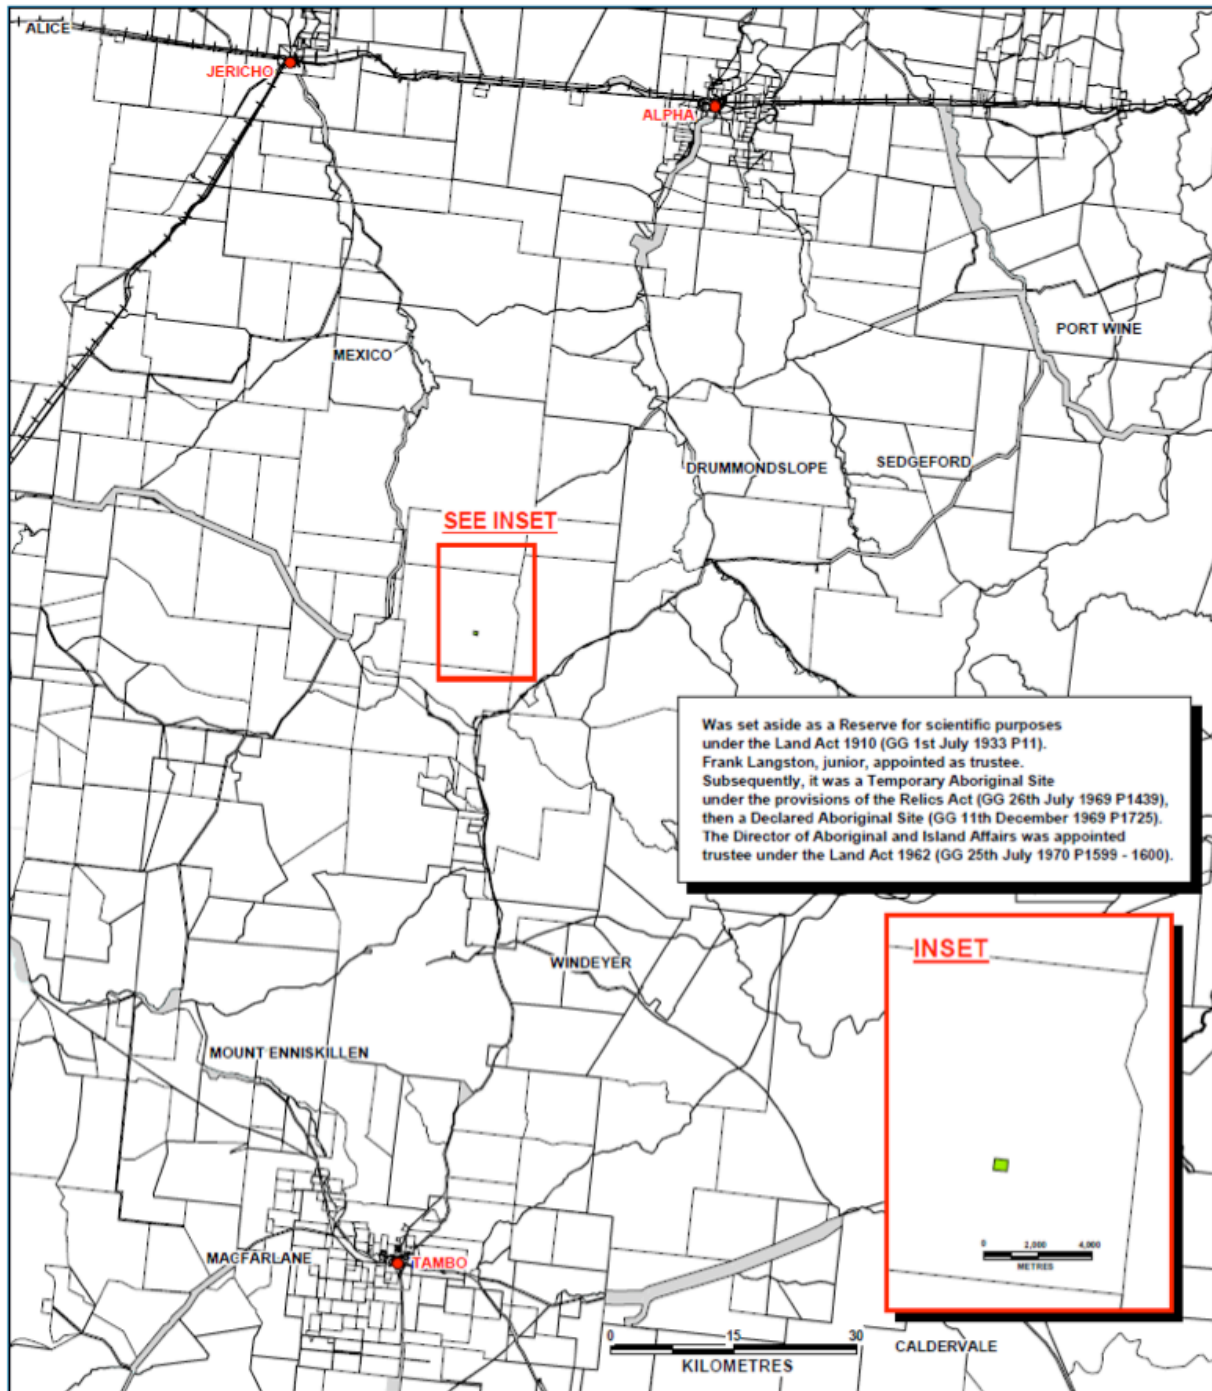 ALICE
JERICHO
ALPHA
PORT WINE
MEXICO
DRUMMONDSLOPE
SEDGEFORD
SEE INSET
Was set aside as a Reserve for scientific purposes
under the Land Act 1910 (GG 1st July 1933 P11).
Frank Langston, junior, appointed as trustee.
Subsequently, it was a Temporary Aboriginal Site
under the provisions of the Relics Act (GG 26th July 1969 P1439),
then a Declared Aboriginal Site (GG 11th December 1969 P1725).
The Director of Aboriginal and Island Affairs was appointed
trustee under the Land Act 1962 (GG 25th July 1970 P1599 - 1600).
INSET
WINDEYER
MOUNT ENNISKILLEN
0 2,000 4,000
METRES
MACFARLANE
TAMBO
0 15 30
KILOMETRES
CALDERVALE